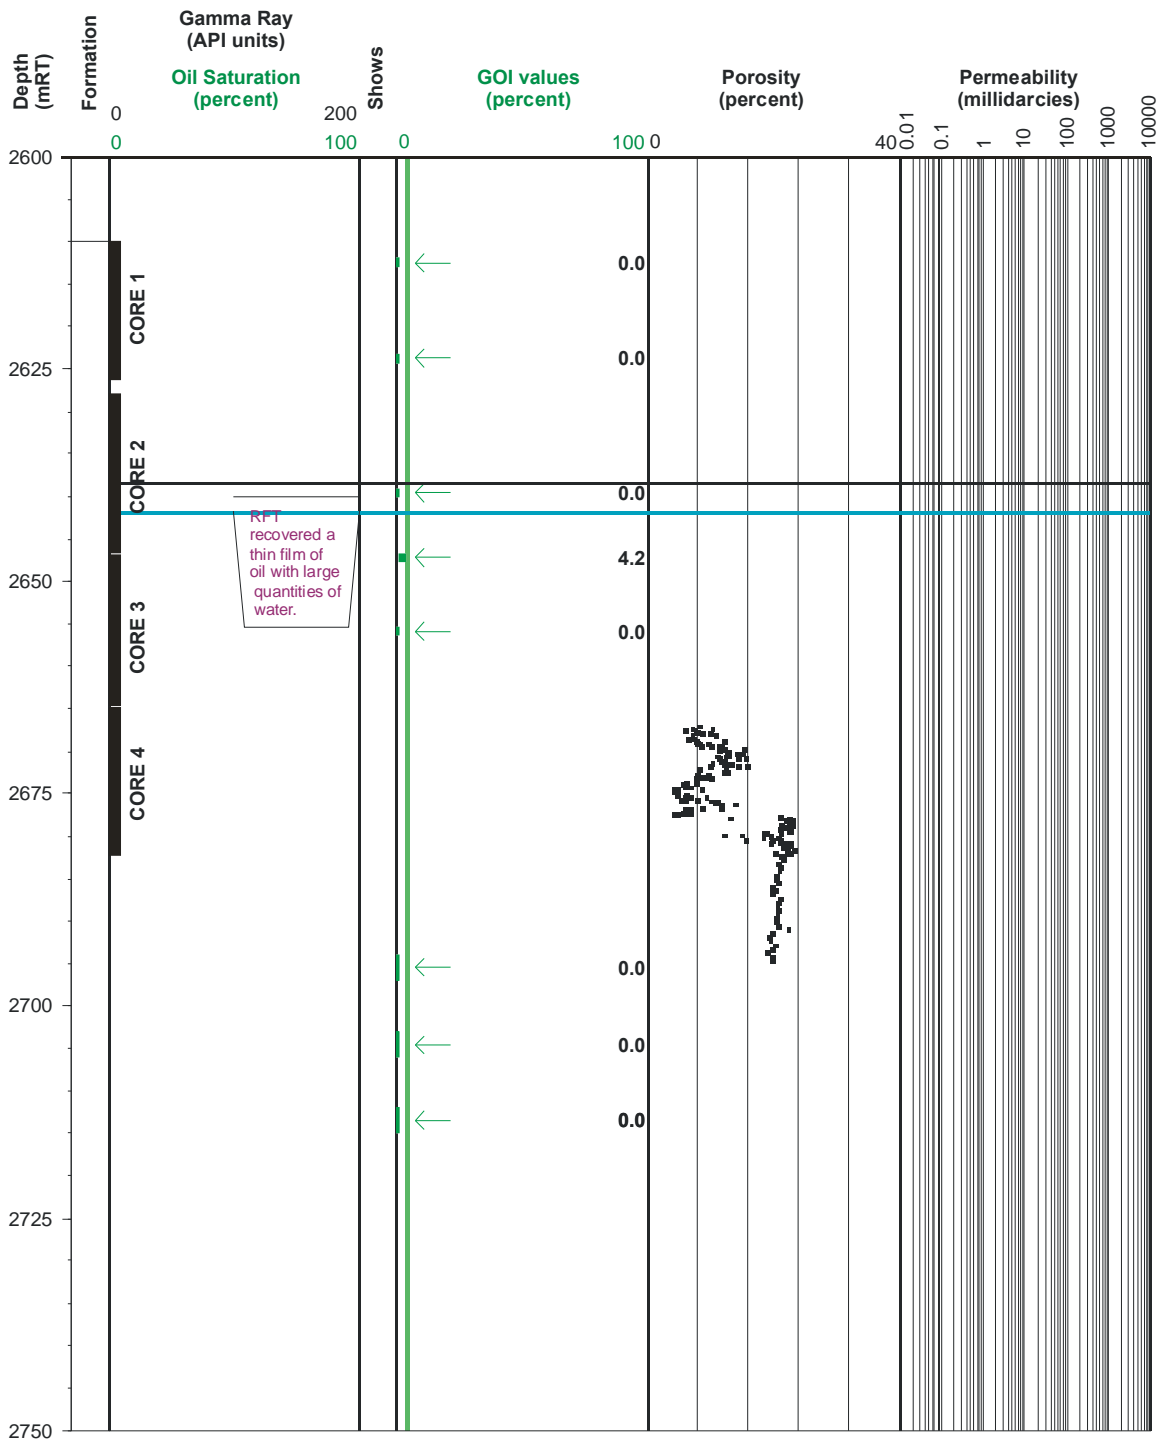 Depth
(mRT)
Formation
Gamma Ray
(API units)
Oil Saturation
(percent)
0
200
0
100
Shows
GOI values
(percent)
0
100
Porosity
(percent)
0
40
Permeability
(millidarcies)
0.01
0.1
1
10
100
1000
10000
2600
2625
2650
2675
2700
2725
2750
CORE 1
CORE 2
CORE 3
CORE 4
RFT
recovered a
thin film of
oil with large
quantities of
water.
0.0
0.0
0.0
4.2
0.0
0.0
0.0
0.0